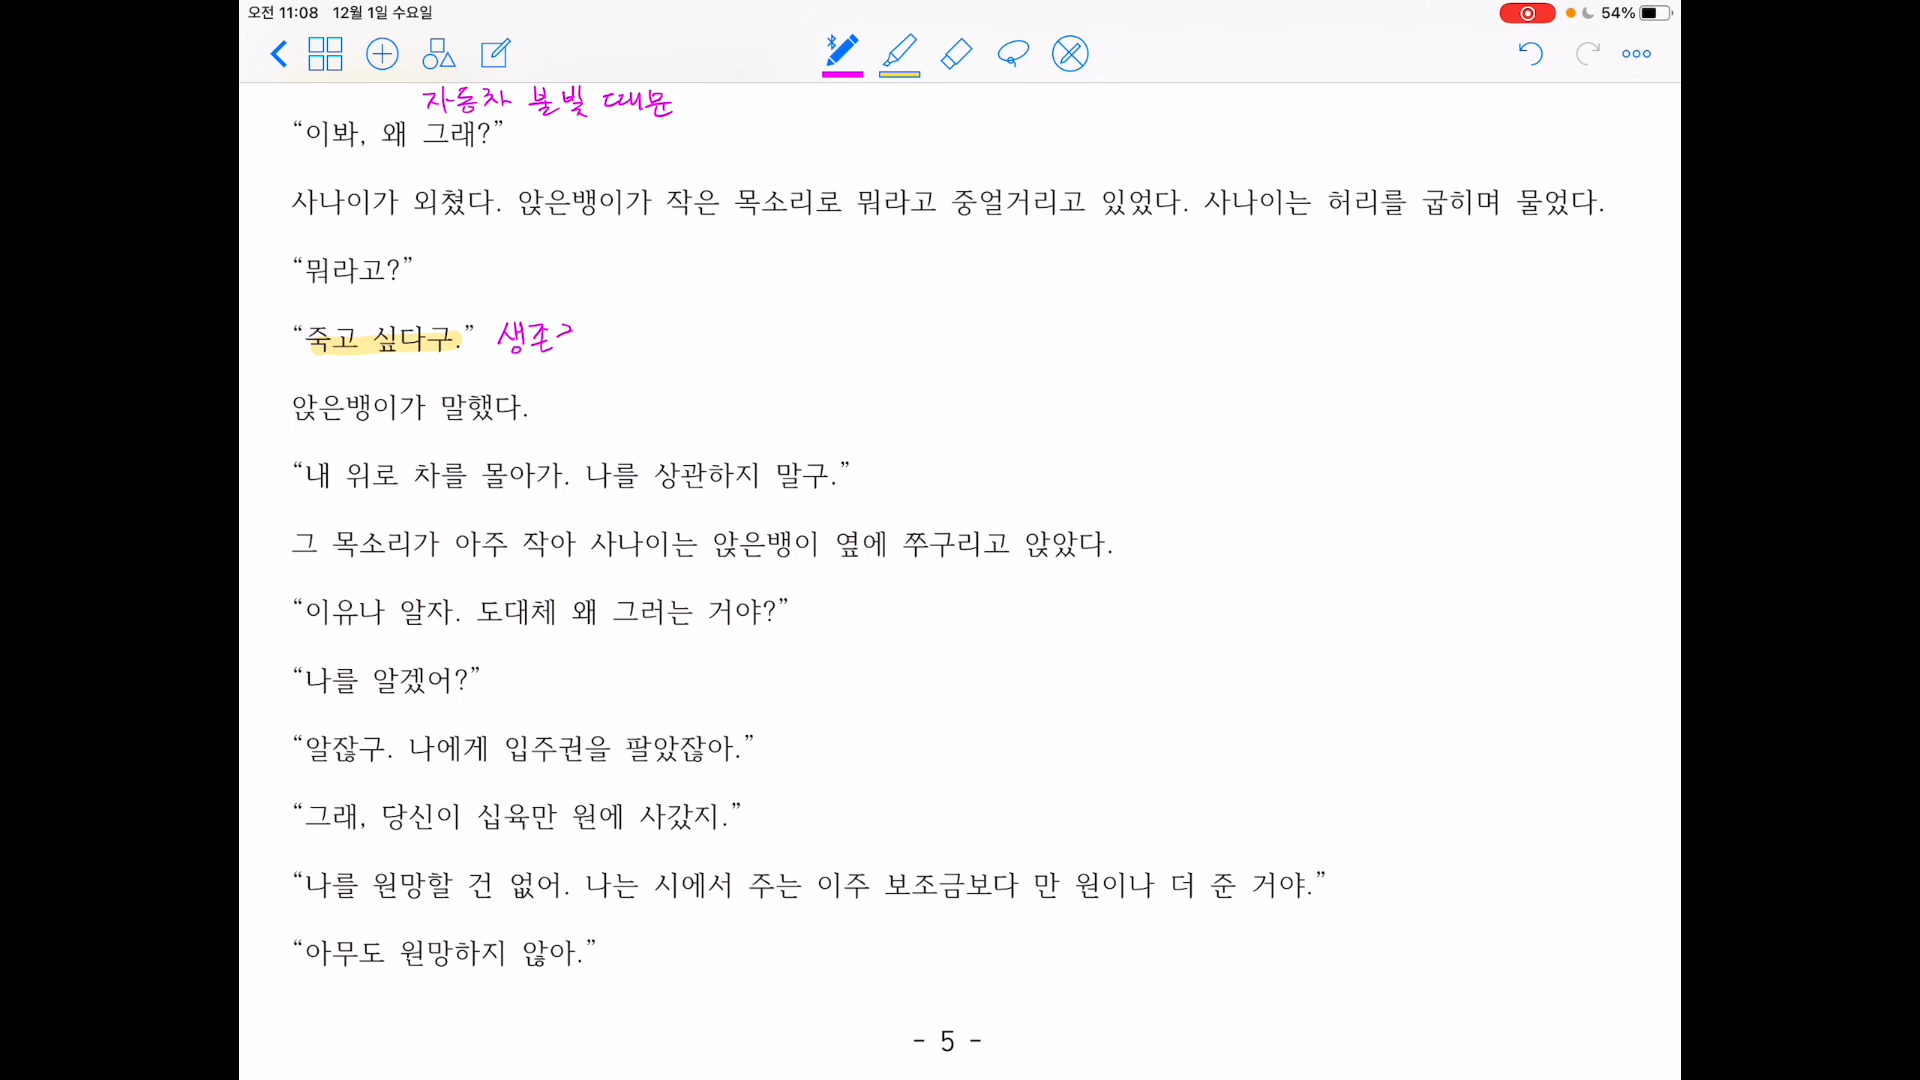 오전 11:08 12월 1일 수요일 54%
자동차 불빛 때문
“이봐, 왜 그래?”
사나이가 외쳤다. 앉은뱅이가 작은 목소리로 뭐라고 중얼거리고 있었다. 사나이는 허리를 굽히며 물었다.
“뭐라고?”
“죽고 싶다구.” 생존
앉은뱅이가 말했다.
“내 위로 차를 몰아가. 나를 상관하지 말구.”
그 목소리가 아주 작아 사나이는 앉은뱅이 옆에 쭈구리고 앉았다.
“이유나 알자. 도대체 왜 그러는 거야?”
“나를 알겠어?”
“알잖구. 나에게 입주권을 팔았잖아.”
“그래, 당신이 십육만 원에 사갔지.”
“나를 원망할 건 없어. 나는 시에서 주는 이주 보조금보다 만 원이나 더 준 거야.”
“아무도 원망하지 않아.”
- 5 -